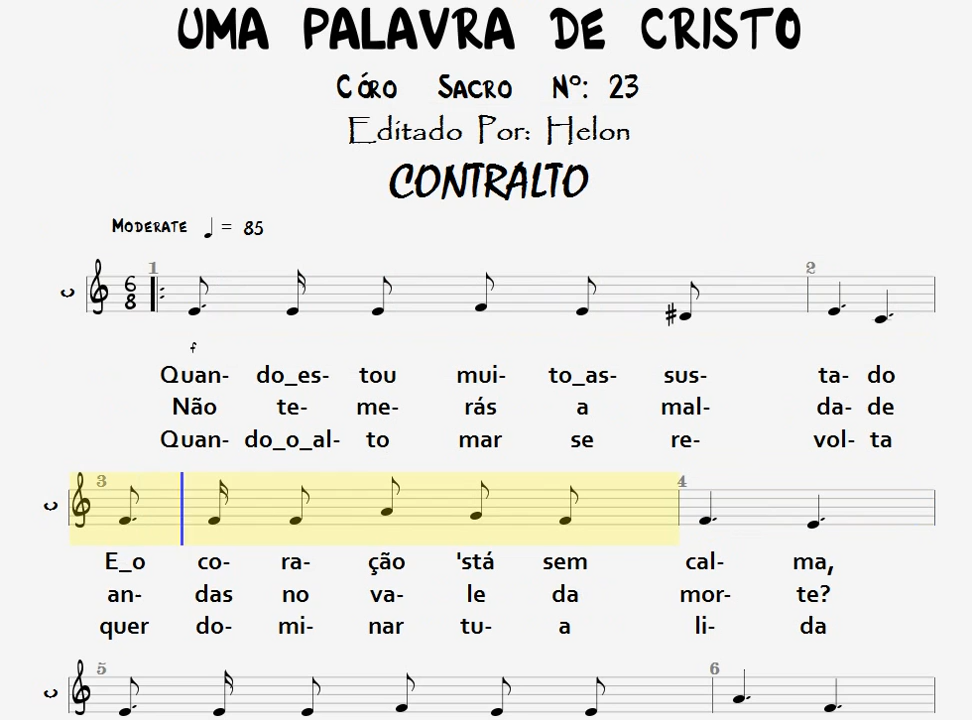 UMA PALAVRA DE CRISTO
CÓRO SACRO Nº: 23
Editado Por: Helon
CONTRALTO
MODERATE ♩ = 85
1 2
6
8
f
Quan- do_es- tou mui- to_as- sus- ta- do
Não te- me- rás a mal- da- de
Quan- do_o_al- to mar se re- vol- ta
3 4
E_o co- ra- ção 'stá sem cal- ma,
an- das no va- le da mor- te?
quer do- mi- nar tu- a li- da
5 6